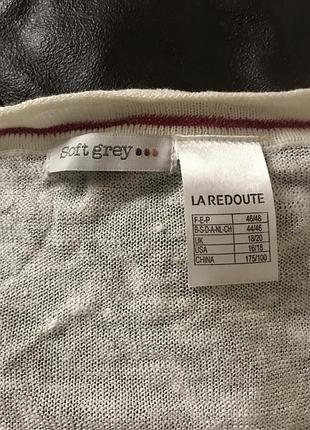 Soft grey
LA REDOUTE
F-E-P 46/48
B-S-D-A-NL-CH 44/46
UK 18/20
USA 16/18
CHINA 175/100